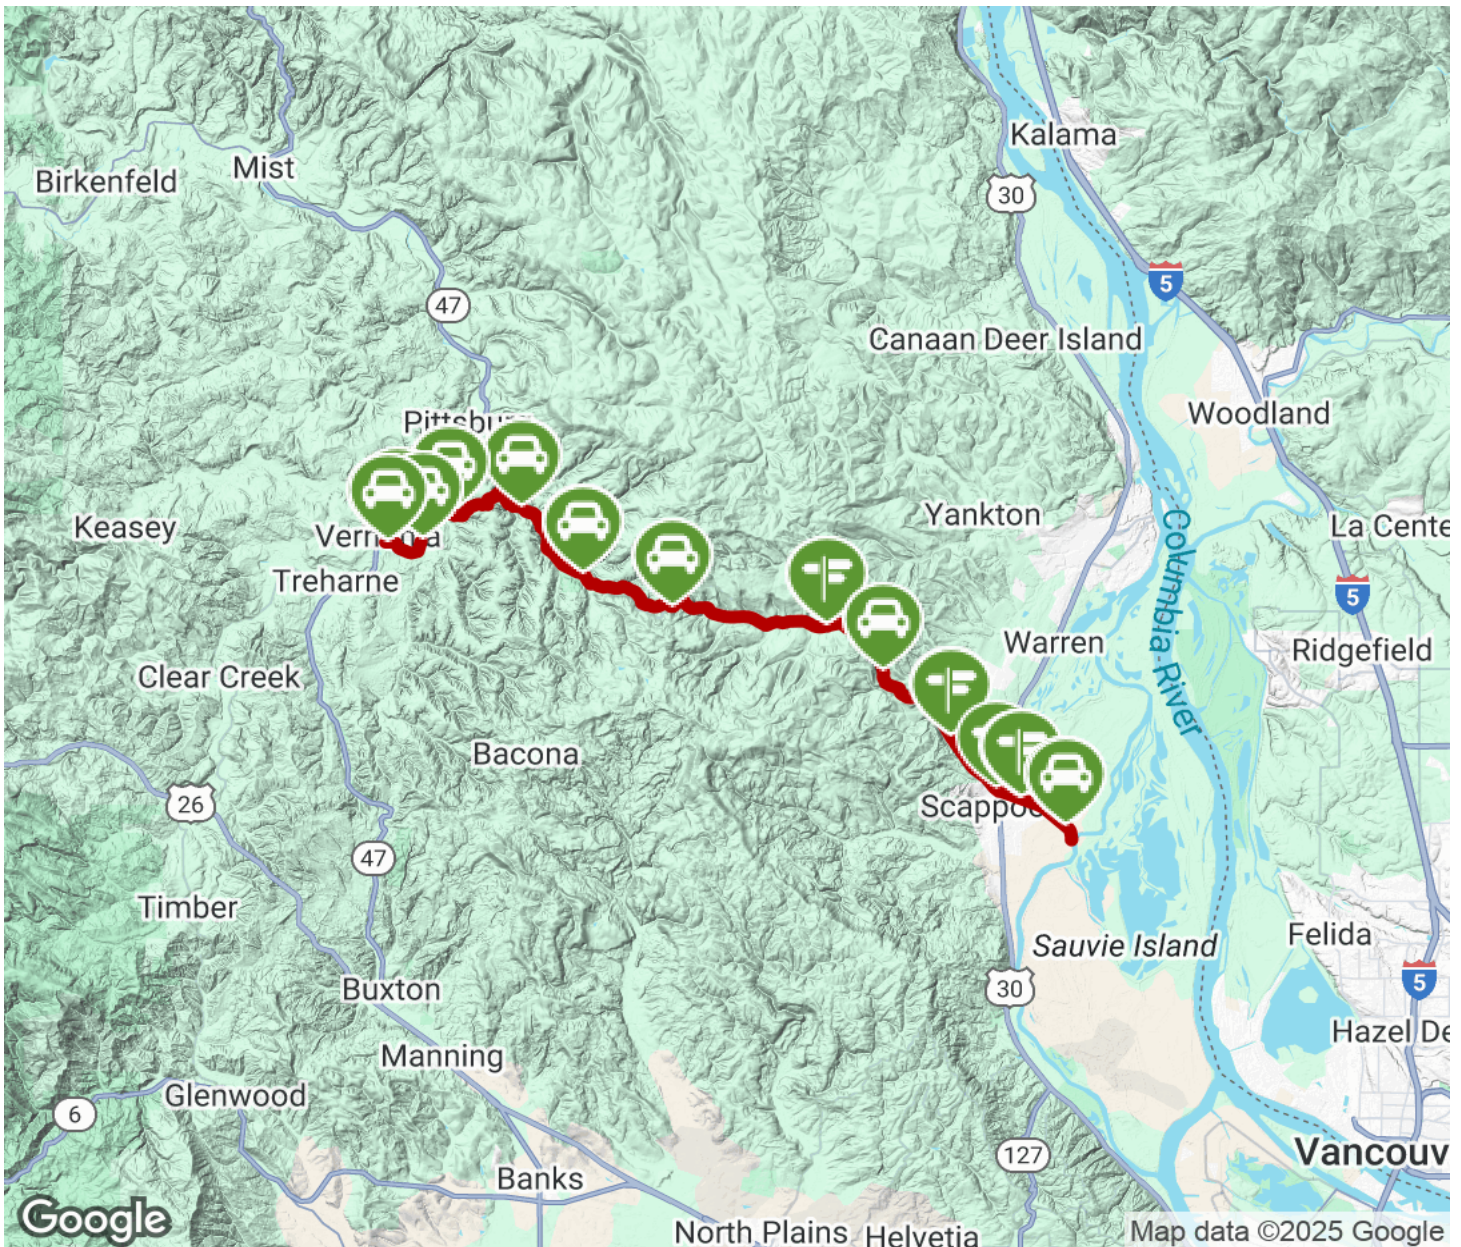 Kalama
Mist
Birkenfeld
30
5
47
Canaan Deer Island
Woodland
Keasey
Yankton
La Cente
Treharne
5
Columbia River
Warren
Ridgefield
Clear Creek
Bacona
26
47
Timber
Felida
Sauvie Island
5
Buxton
30
Hazel De
Manning
Glenwood
6
127
Vancouv
Banks
Google
North Plains
Helvetia
Map data ©2025 Google